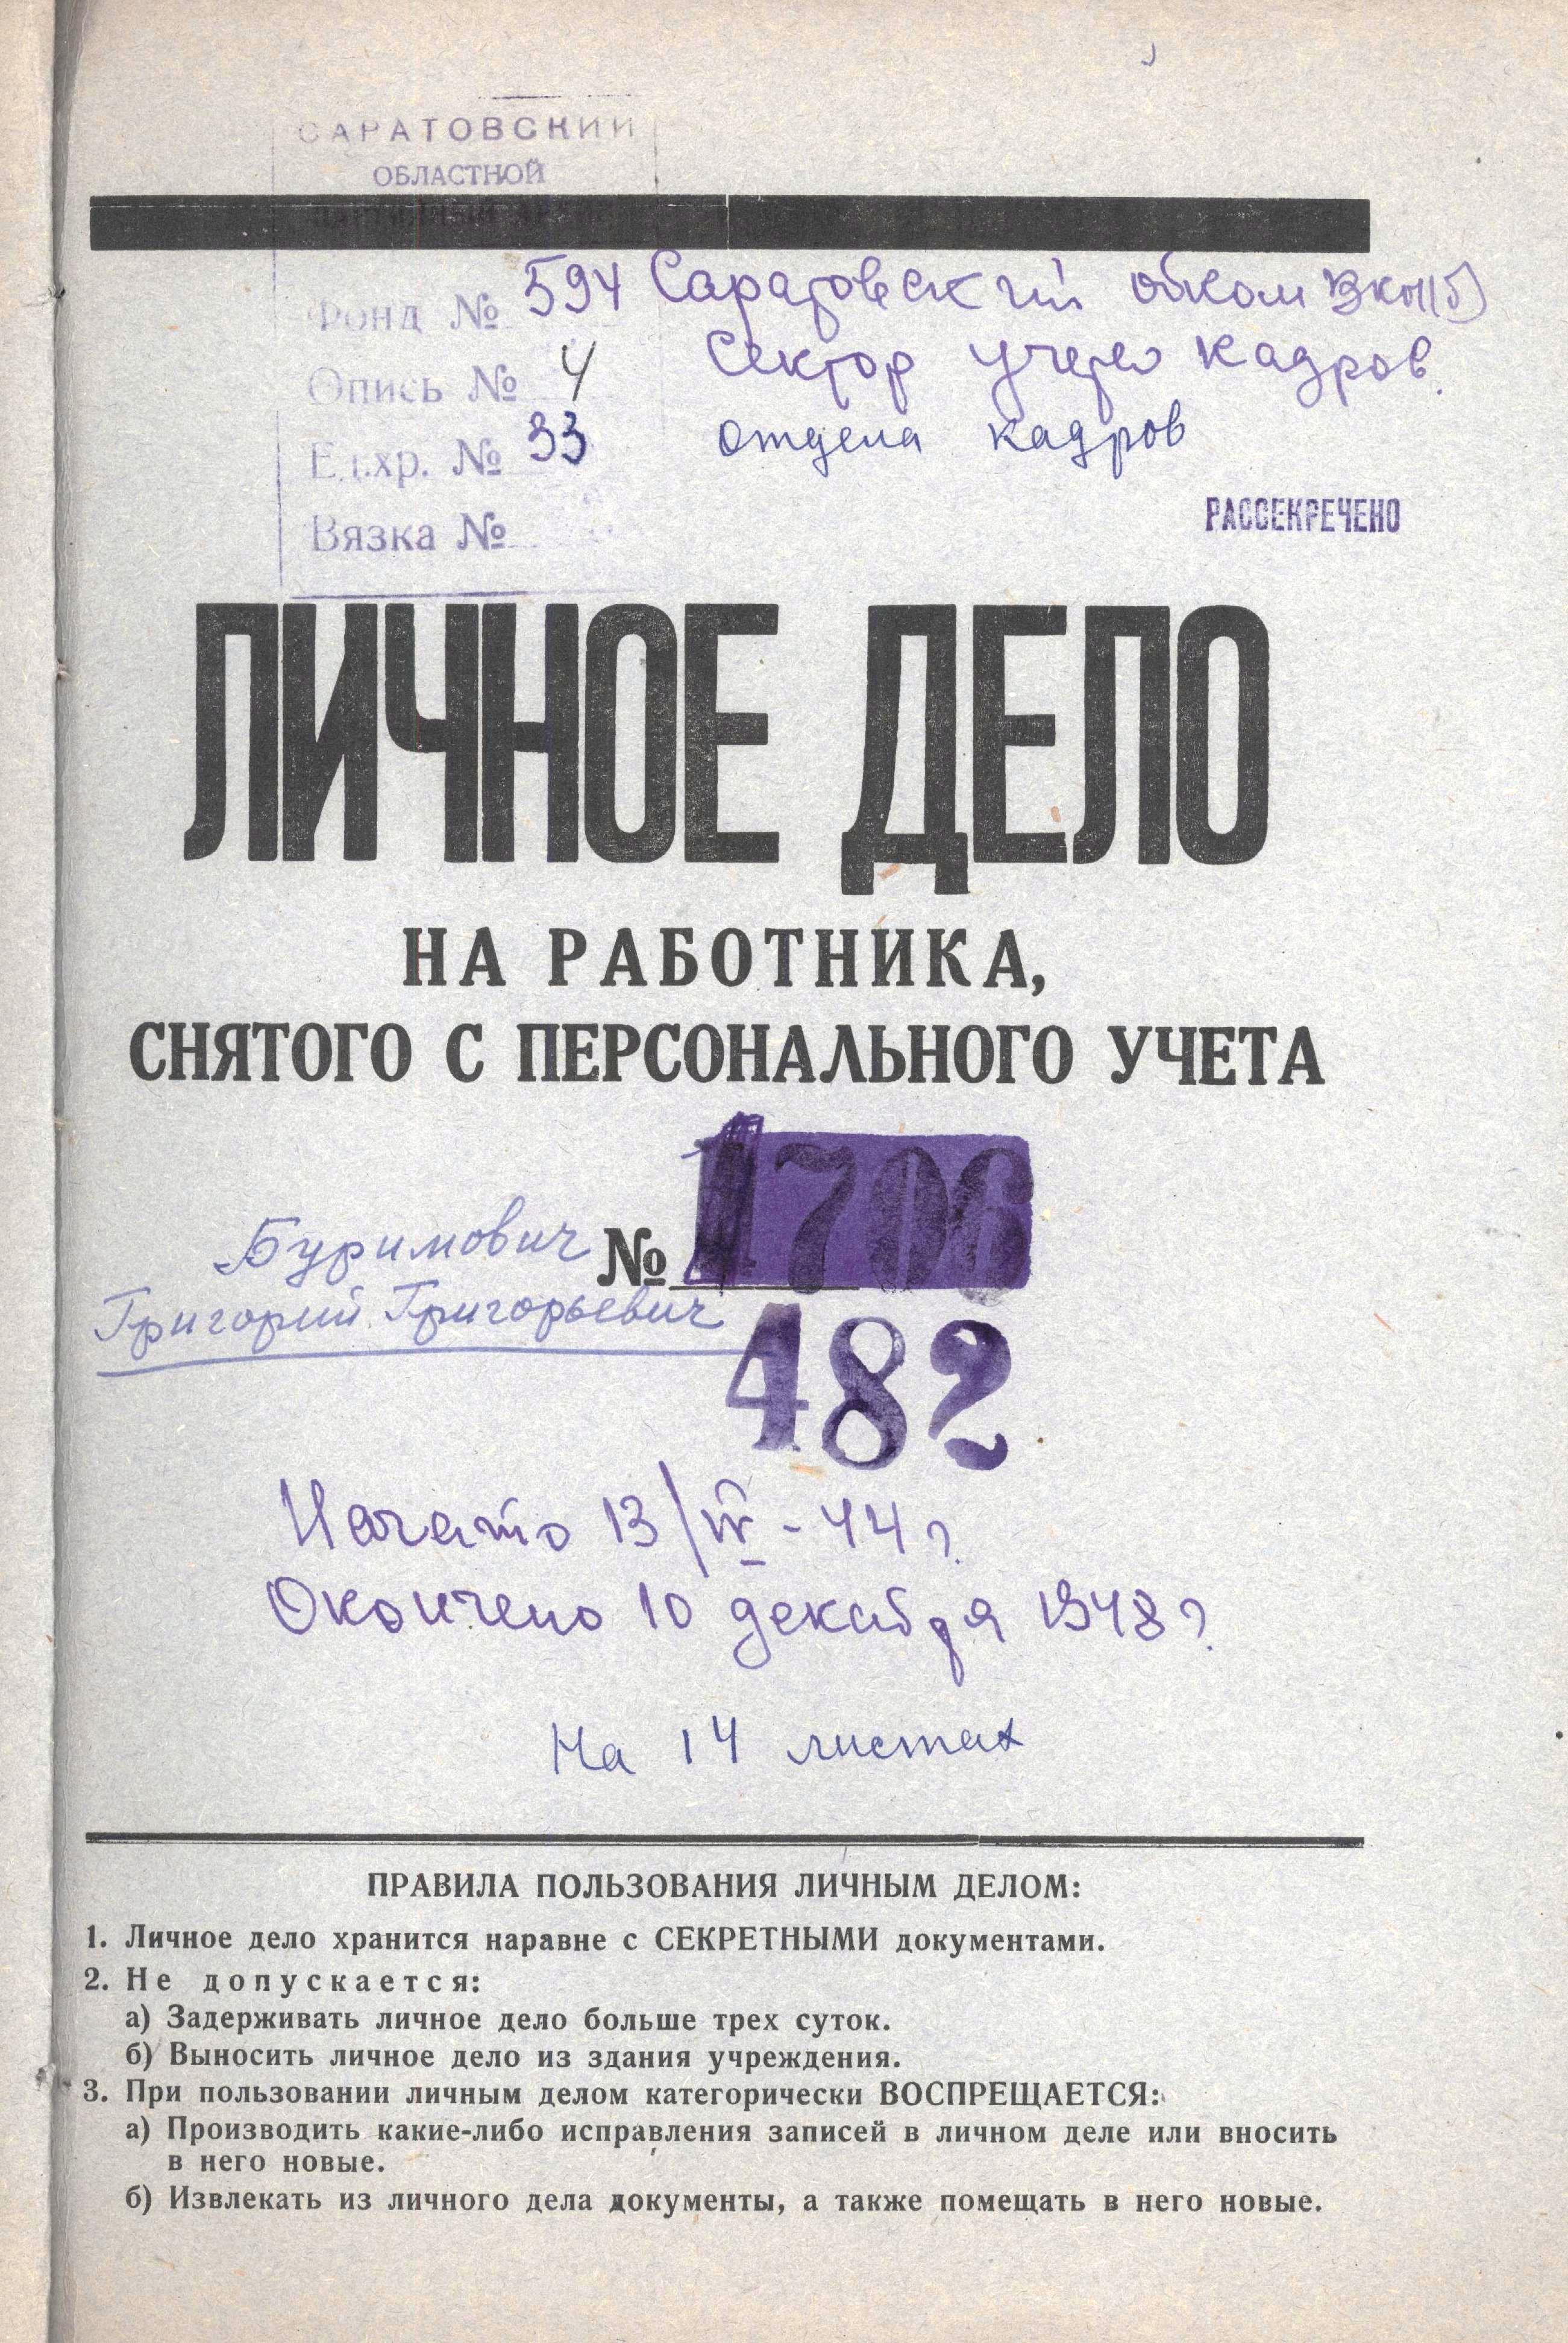 САРАТОВСКИЙ
ОБЛАСТНОЙ
ПАРТИЙНЫЙ АРХИВ
Фонд № 594 Саратовский обком ВКП(б)
Опись № 4 Сектор учета кадров.
Ед.хр. № 33 отдела кадров
Вязка №
РАССЕКРЕЧЕНО
ЛИЧНОЕ ДЕЛО
НА РАБОТНИКА,
СНЯТОГО С ПЕРСОНАЛЬНОГО УЧЕТА
Буримович № 1706
Григорий Григорьевич
482
Начато 13/IV-44 г.
Окончено 10 декабря 1948 г.
На 14 листах
ПРАВИЛА ПОЛЬЗОВАНИЯ ЛИЧНЫМ ДЕЛОМ:
1. Личное дело хранится наравне с СЕКРЕТНЫМИ документами.
2. Не допускается:
а) Задерживать личное дело больше трех суток.
б) Выносить личное дело из здания учреждения.
3. При пользовании личным делом категорически ВОСПРЕЩАЕТСЯ:
а) Производить какие-либо исправления записей в личном деле или вносить
в него новые.
б) Извлекать из личного дела документы, а также помещать в него новые.